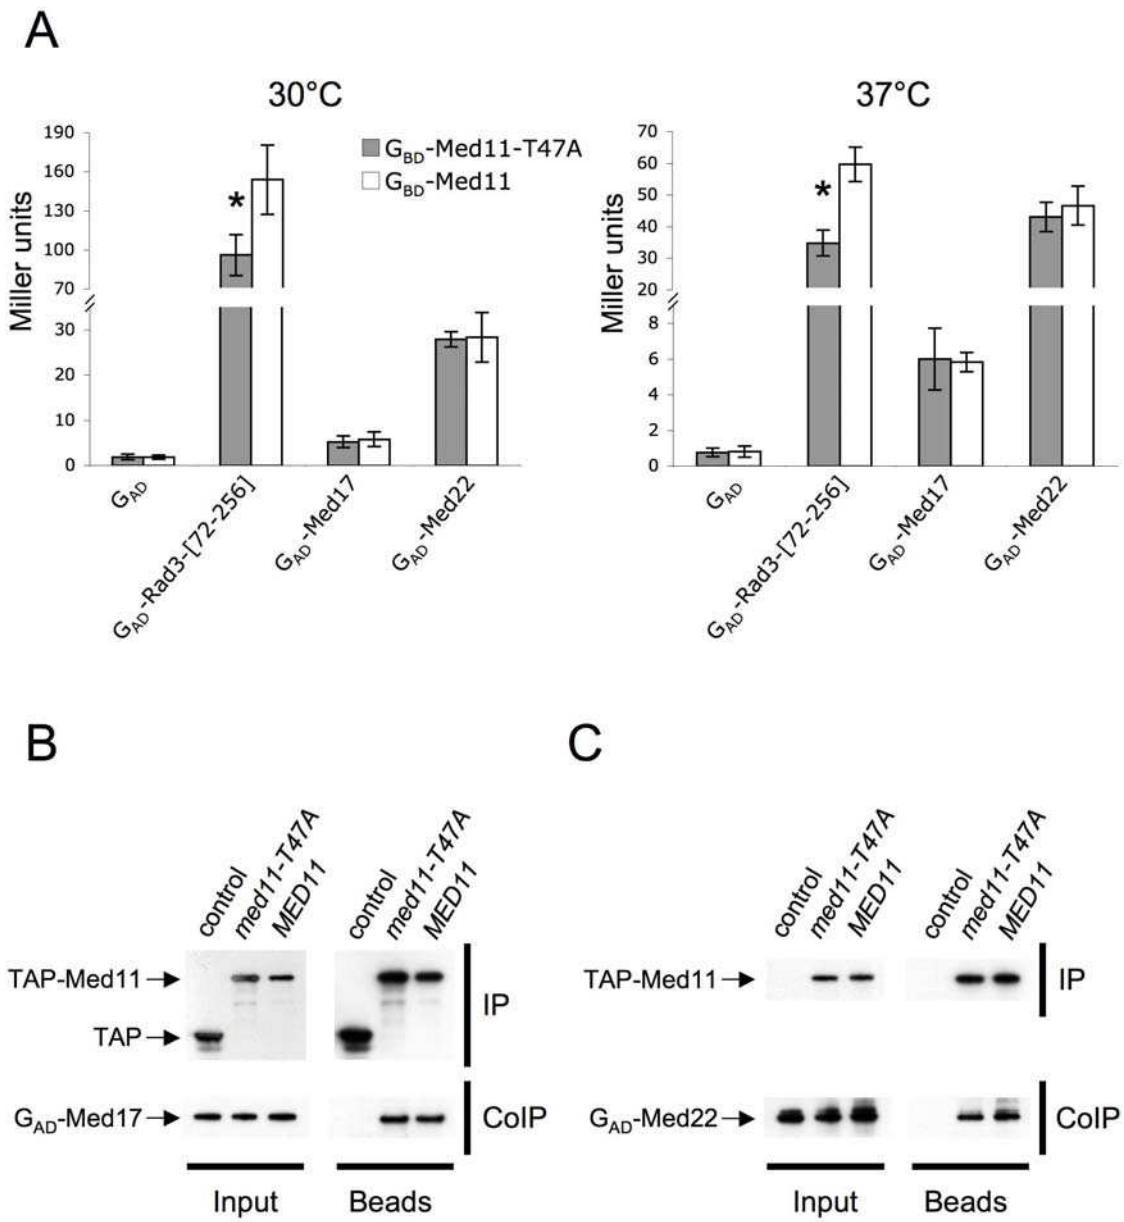 A
30°C
37°C
190
160
130
100
70
30
20
10
0
Miller units
GBD-Med11-T47A
GBD-Med11
*
GAD
GAD-Rad3-[72-256]
GAD-Med17
GAD-Med22
70
60
50
40
30
20
8
6
4
2
0
Miller units
*
GAD
GAD-Rad3-[72-256]
GAD-Med17
GAD-Med22
B
control
med11-T47A
MED11
control
med11-T47A
MED11
TAP-Med11
TAP
IP
GAD-Med17
CoIP
Input
Beads
C
control
med11-T47A
MED11
control
med11-T47A
MED11
TAP-Med11
IP
GAD-Med22
CoIP
Input
Beads